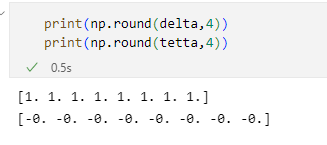 print(np.round(delta,4))
print(np.round(tetta,4))
0.5s
[1. 1. 1. 1. 1. 1. 1. 1.]
[-0. -0. -0. -0. -0. -0. -0. -0.]